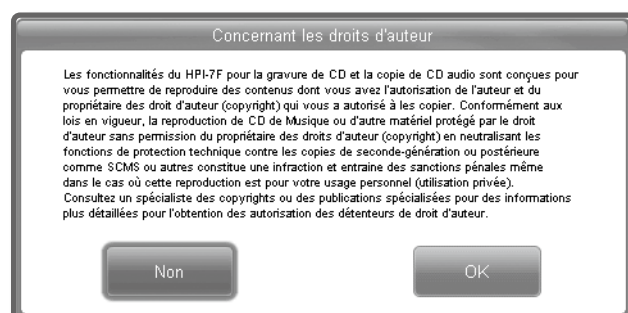 Concernant les droits d'auteur
Les fonctionnalités du HPI-7F pour la gravure de CD et la copie de CD audio sont conçues pour
vous permettre de reproduire des contenus dont vous avez l'autorisation de l'auteur et du
propriétaire des droit d'auteur (copyright) qui vous a autorisé à les copier. Conformément aux
lois en vigueur, la reproduction de CD de Musique ou d'autre matériel protégé par le droit
d'auteur sans permission du propriétaire des droits d'auteur (copyright) en neutralisant les
fonctions de protection technique contre les copies de seconde-génération ou postérieure
comme SCMS ou autres constitue une infraction et entraine des sanctions pénales même
dans le cas où cette reproduction est pour votre usage personnel (utilisation privée).
Consultez un spécialiste des copyrights ou des publications spécialisées pour des informations
plus détaillées pour l'obtention des autorisation des détenteurs de droit d'auteur.
Non
OK